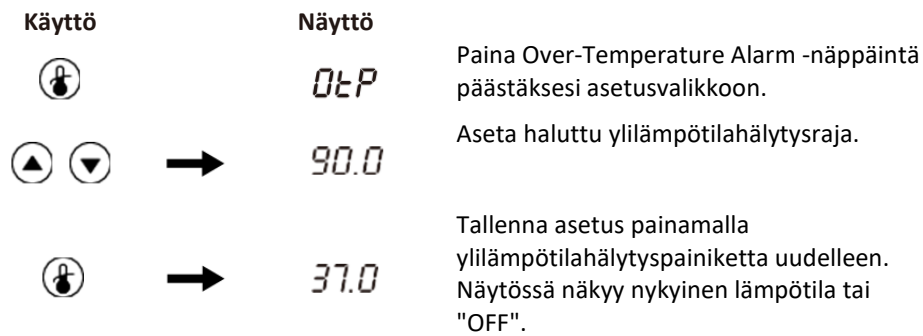 Käyttö Näyttö
Paina Over-Temperature Alarm -näppäintä
OtP
päästäksesi asetusvalikkoon.
Aseta haluttu ylilämpötilahälytysraja.
90.0
Tallenna asetus painamalla
ylilämpötilahälytyspainiketta uudelleen.
37.0
Näytössä näkyy nykyinen lämpötila tai
"OFF".